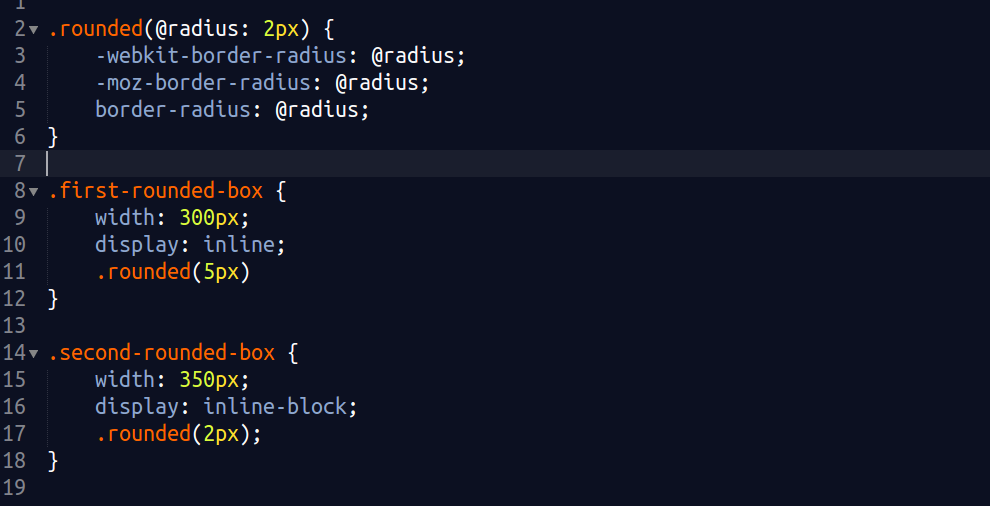 1
2 .rounded(@radius: 2px) {
3     -webkit-border-radius: @radius;
4     -moz-border-radius: @radius;
5     border-radius: @radius;
6 }
7
8 .first-rounded-box {
9     width: 300px;
10     display: inline;
11     .rounded(5px)
12 }
13
14 .second-rounded-box {
15     width: 350px;
16     display: inline-block;
17     .rounded(2px);
18 }
19